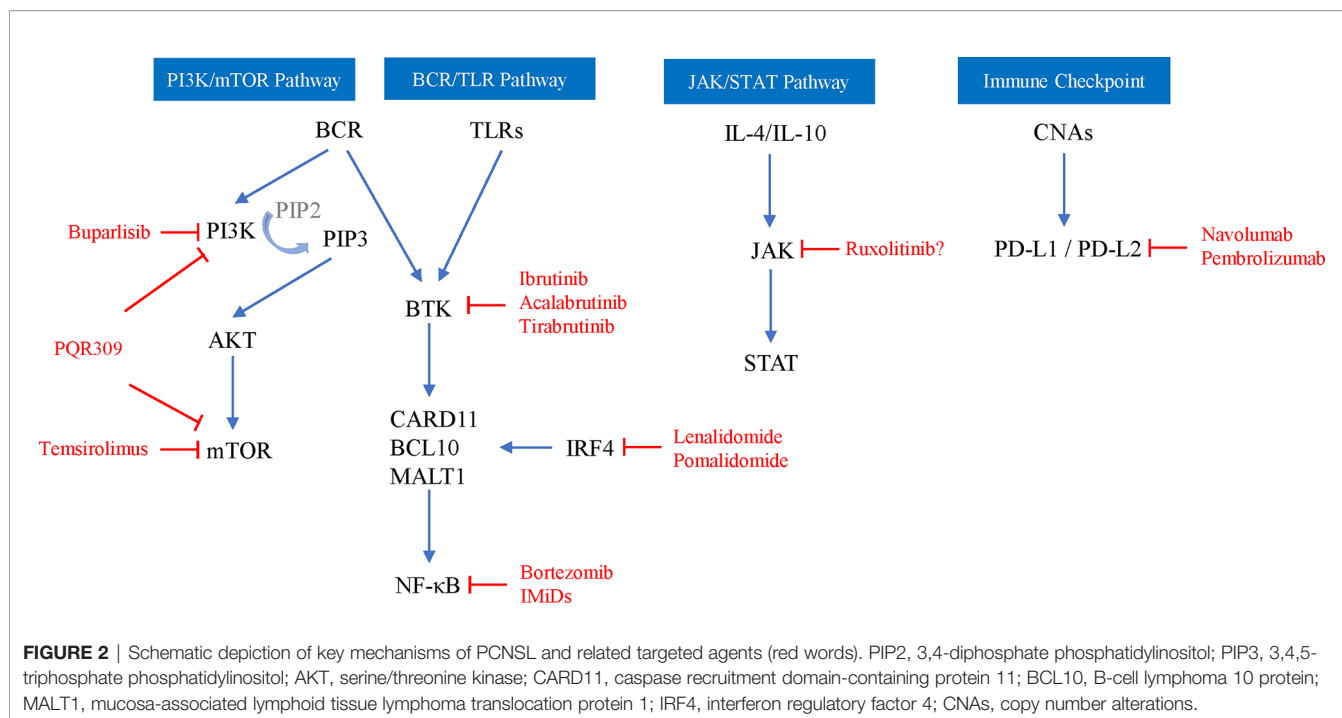 PI3K/mTOR Pathway
BCR/TLR Pathway
JAK/STAT Pathway
Immune Checkpoint
BCR
TLRs
IL-4/IL-10
CNAs
Buparlisib
PI3K
PIP2
PIP3
JAK
Ruxolitinib?
PD-L1 / PD-L2
Navolumab
Pembrolizumab
BTK
Ibrutinib
Acalabrutinib
Tirabrutinib
PQR309
AKT
STAT
Temsirolimus
mTOR
CARD11
BCL10
MALT1
IRF4
Lenalidomide
Pomalidomide
NF-κB
Bortezomib
IMiDs
FIGURE 2 | Schematic depiction of key mechanisms of PCNSL and related targeted agents (red words). PIP2, 3,4-diphosphate phosphatidylinositol; PIP3, 3,4,5-
triphosphate phosphatidylinositol; AKT, serine/threonine kinase; CARD11, caspase recruitment domain-containing protein 11; BCL10, B-cell lymphoma 10 protein;
MALT1, mucosa-associated lymphoid tissue lymphoma translocation protein 1; IRF4, interferon regulatory factor 4; CNAs, copy number alterations.